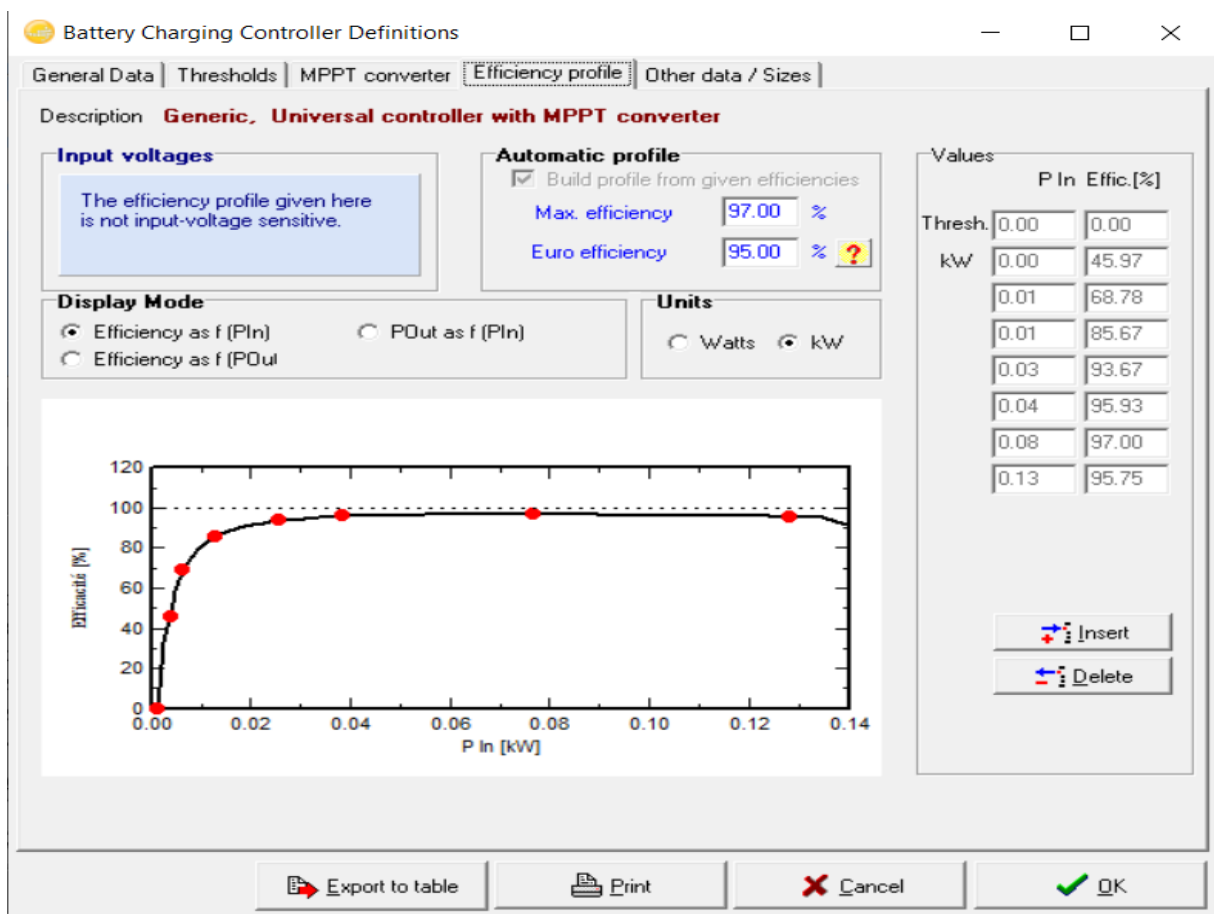 Battery Charging Controller Definitions
General Data Thresholds MPPT converter Efficiency profile Other data / Sizes
Description Generic, Universal controller with MPPT converter
Input voltages
The efficiency profile given here
is not input-voltage sensitive.
Automatic profile
Build profile from given efficiencies
Max. efficiency 97.00 %
Euro efficiency 95.00 % ?
Display Mode
Efficiency as f (PIn) POut as f (PIn)
Efficiency as f (POut
Units
Watts kW
Values
P In Effic.[%]
Thresh. 0.00 0.00
kW 0.00 45.97
0.01 68.78
0.01 85.67
0.03 93.67
0.04 95.93
0.08 97.00
0.13 95.75
Insert
Delete
120
100
80
60
40
20
0
Efficacité [%]
0.00 0.02 0.04 0.06 0.08 0.10 0.12 0.14
P In [kW]
Export to table Print Cancel OK